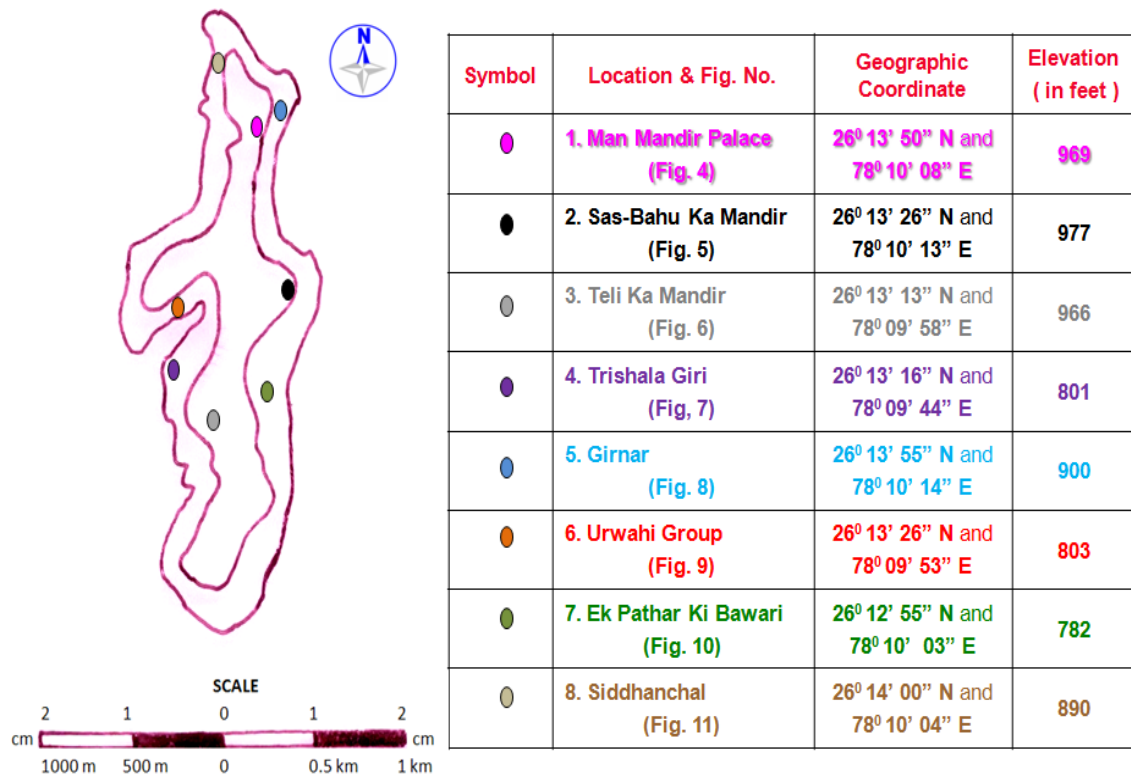 N
Symbol
Location & Fig. No.
Geographic
Coordinate
Elevation
( in feet )
1. Man Mandir Palace
(Fig. 4)
26⁰ 13’ 50” N and
78⁰ 10’ 08” E
969
2. Sas-Bahu Ka Mandir
(Fig. 5)
26⁰ 13’ 26” N and
78⁰ 10’ 13” E
977
3. Teli Ka Mandir
(Fig. 6)
26⁰ 13’ 13” N and
78⁰ 09’ 58” E
966
4. Trishala Giri
(Fig, 7)
26⁰ 13’ 16” N and
78⁰ 09’ 44” E
801
5. Girnar
(Fig. 8)
26⁰ 13’ 55” N and
78⁰ 10’ 14” E
900
6. Urwahi Group
(Fig. 9)
26⁰ 13’ 26” N and
78⁰ 09’ 53” E
803
7. Ek Pathar Ki Bawari
(Fig. 10)
26⁰ 12’ 55” N and
78⁰ 10’ 03” E
782
8. Siddhanchal
(Fig. 11)
26⁰ 14’ 00” N and
78⁰ 10’ 04” E
890
SCALE
2 1 0 1 2
cm cm
1000 m 500 m 0 0.5 km 1 km